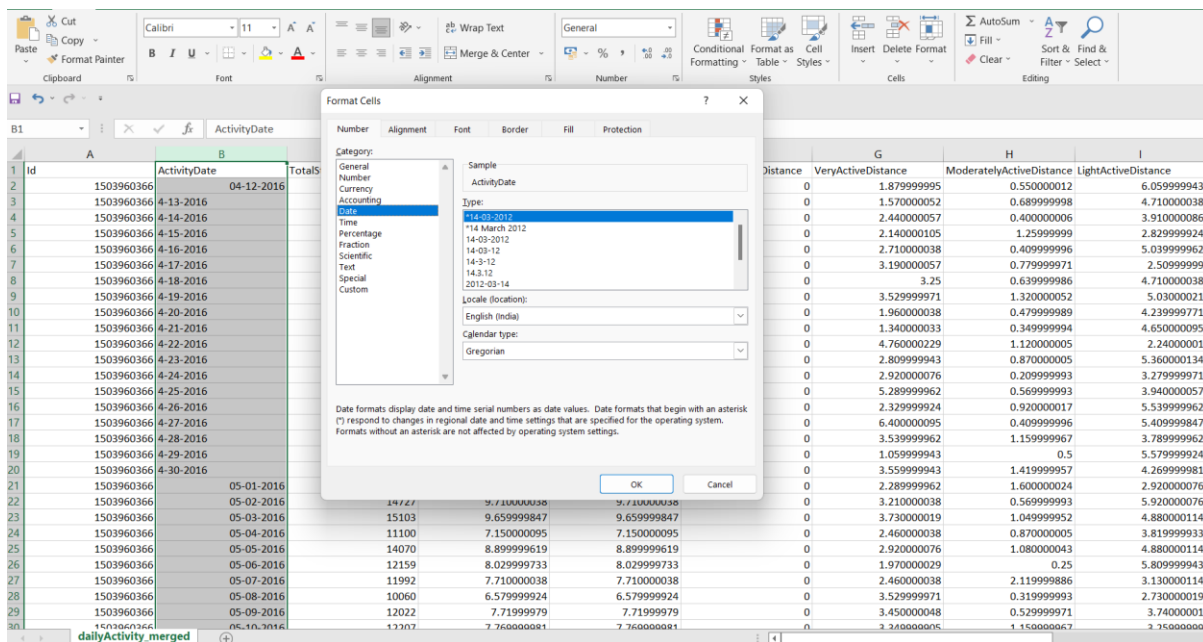 Cut
Calibri
11
A A
Wrap Text
General
AutoSum
Paste
Copy
Format Painter
B I U
A
Merge & Center
% ,
Conditional Formatting
Format as Table
Cell Styles
Insert Delete Format
Fill
Clear
Sort & Filter
Find & Select
Clipboard
Font
Alignment
Number
Styles
Cells
Editing
B1
fx
ActivityDate
Format Cells
? X
Number Alignment Font Border Fill Protection
Category:
General
Number
Currency
Accounting
Date
Time
Percentage
Fraction
Scientific
Text
Special
Custom
Sample
ActivityDate
Type:
*14-03-2012
*14 March 2012
14-03-2012
14-03-12
14-3-12
14.3.12
2012-03-14
Locale (location):
English (India)
Calendar type:
Gregorian
Date formats display date and time serial numbers as date values. Date formats that begin with an asterisk
(*) respond to changes in regional date and time settings that are specified for the operating system.
Formats without an asterisk are not affected by operating system settings.
OK
Cancel
A B G H I
1 Id ActivityDate TotalS Distance VeryActiveDistance ModeratelyActiveDistance LightActiveDistance
2 1503960366 04-12-2016 0 1.879999995 0.550000012 6.059999943
3 1503960366 4-13-2016 0 1.570000052 0.689999998 4.710000038
4 1503960366 4-14-2016 0 2.440000057 0.400000006 3.910000086
5 1503960366 4-15-2016 0 2.140000105 1.25999999 2.829999924
6 1503960366 4-16-2016 0 2.710000038 0.409999996 5.039999962
7 1503960366 4-17-2016 0 3.190000057 0.779999971 2.50999999
8 1503960366 4-18-2016 0 3.25 0.639999986 4.710000038
9 1503960366 4-19-2016 0 3.529999971 1.320000052 5.03000021
10 1503960366 4-20-2016 0 1.960000038 0.479999989 4.239999771
11 1503960366 4-21-2016 0 1.340000033 0.349999994 4.650000095
12 1503960366 4-22-2016 0 4.760000229 1.120000005 2.24000001
13 1503960366 4-23-2016 0 2.809999943 0.870000005 5.360000134
14 1503960366 4-24-2016 0 2.920000076 0.209999993 3.279999971
15 1503960366 4-25-2016 0 5.289999962 0.569999993 3.940000057
16 1503960366 4-26-2016 0 2.329999924 0.920000017 5.539999962
17 1503960366 4-27-2016 0 6.400000095 0.409999996 5.409999847
18 1503960366 4-28-2016 0 3.539999962 1.159999967 3.789999962
19 1503960366 4-29-2016 0 1.059999943 0.5 5.579999924
20 1503960366 4-30-2016 0 3.559999943 1.419999957 4.269999981
21 1503960366 05-01-2016 0 2.289999962 1.600000024 2.920000076
22 1503960366 05-02-2016 14727 9.710000038 9.710000038 0 3.210000038 0.569999993 5.920000076
23 1503960366 05-03-2016 15103 9.659999847 9.659999847 0 3.730000019 1.049999952 4.880000114
24 1503960366 05-04-2016 11100 7.150000095 7.150000095 0 2.460000038 0.870000005 3.819999933
25 1503960366 05-05-2016 14070 8.899999619 8.899999619 0 2.920000076 1.080000043 4.880000114
26 1503960366 05-06-2016 12159 8.029999733 8.029999733 0 1.970000029 0.25 5.809999943
27 1503960366 05-07-2016 11992 7.710000038 7.710000038 0 2.460000038 2.119999886 3.130000114
28 1503960366 05-08-2016 10060 6.579999924 6.579999924 0 3.529999971 0.319999993 2.730000019
29 1503960366 05-09-2016 12022 7.71999979 7.71999979 0 3.450000048 0.529999971 3.74000001
30 1503960366 05-10-2016 12207 7.769999981 7.769999981 0 3.349999905 1.159999967 3.25999999
dailyActivity_merged